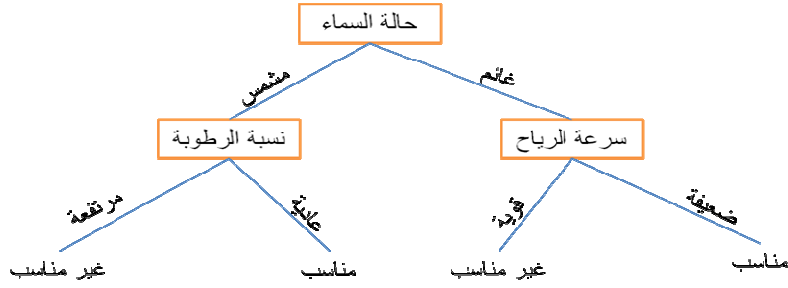 حالة السماء
غائم
مشمس
سرعة الرياح
نسبة الرطوبة
ضعيفة
قوية
عادية
مرتفعة
مناسب
غير مناسب
مناسب
غير مناسب